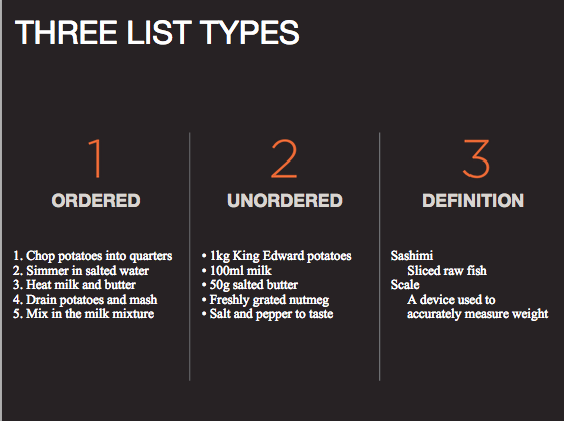 THREE LIST TYPES
1
ORDERED
1. Chop potatoes into quarters
2. Simmer in salted water
3. Heat milk and butter
4. Drain potatoes and mash
5. Mix in the milk mixture
2
UNORDERED
• 1kg King Edward potatoes
• 100ml milk
• 50g salted butter
• Freshly grated nutmeg
• Salt and pepper to taste
3
DEFINITION
Sashimi
Sliced raw fish
Scale
A device used to
accurately measure weight